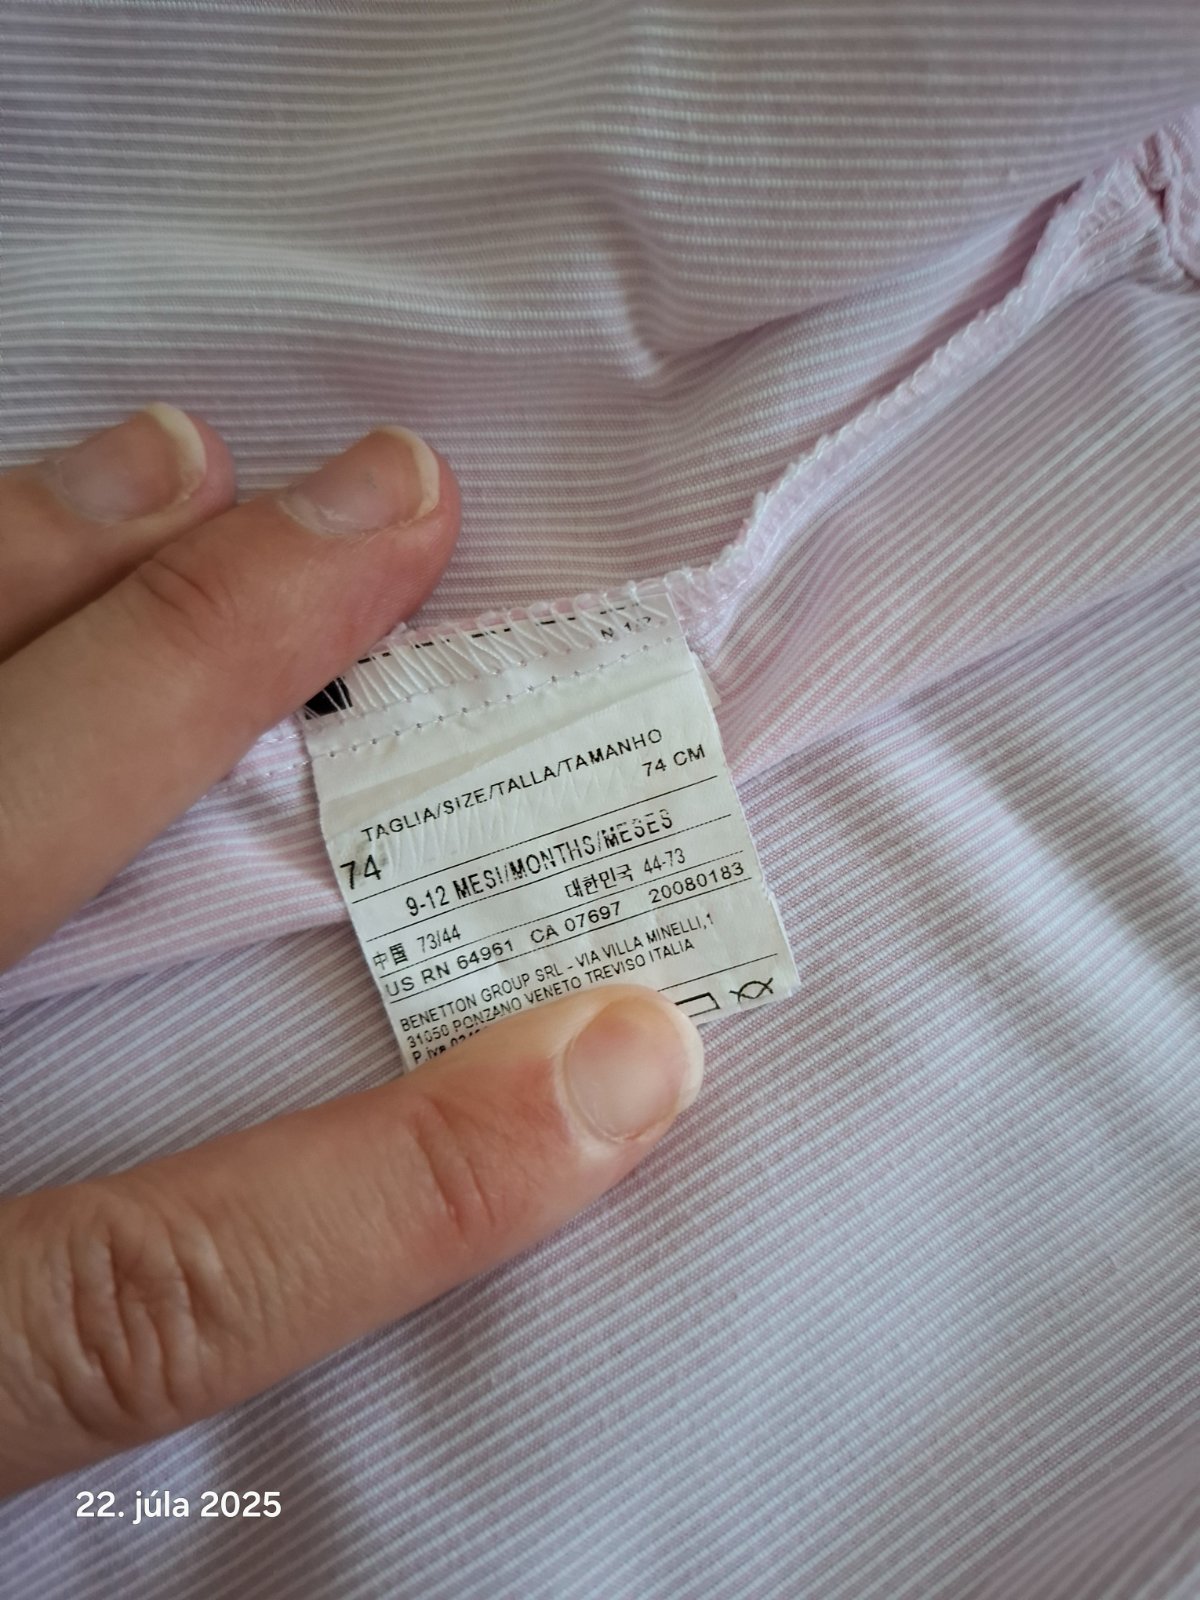 TAGLIA/SIZE/TALLA/TAMANHO
74 CM
74
9-12 MESI/MONTHS/MESES
대한민국 44-73
中国 73/44
US RN 64961 CA 07697 20080183
BENETTON GROUP SRL - VIA VILLA MINELLI,1
31050 PONZANO VENETO TREVISO ITALIA
P.iva
22. júla 2025